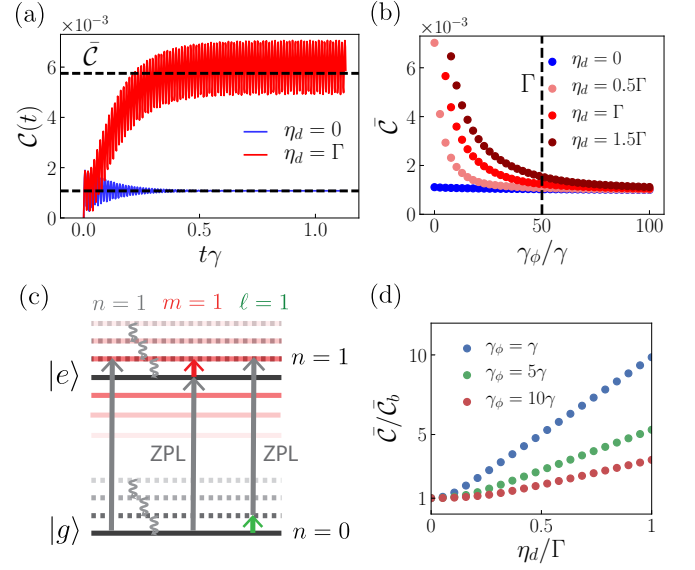 (a)
×10⁻³
6
4
2
0
C(t)
C̄
η_d = 0
η_d = Γ
0.0
0.5
1.0
tγ
(b)
×10⁻³
6
4
2
0
C̄
Γ
η_d = 0
η_d = 0.5Γ
η_d = Γ
η_d = 1.5Γ
0
50
100
γ_ϕ/γ
(c)
n = 1
m = 1
ℓ = 1
n = 1
|e⟩
ZPL
ZPL
|g⟩
n = 0
(d)
10
5
1
C̄/C̄_b
γ_ϕ = γ
γ_ϕ = 5γ
γ_ϕ = 10γ
0
0.5
1
η_d/Γ